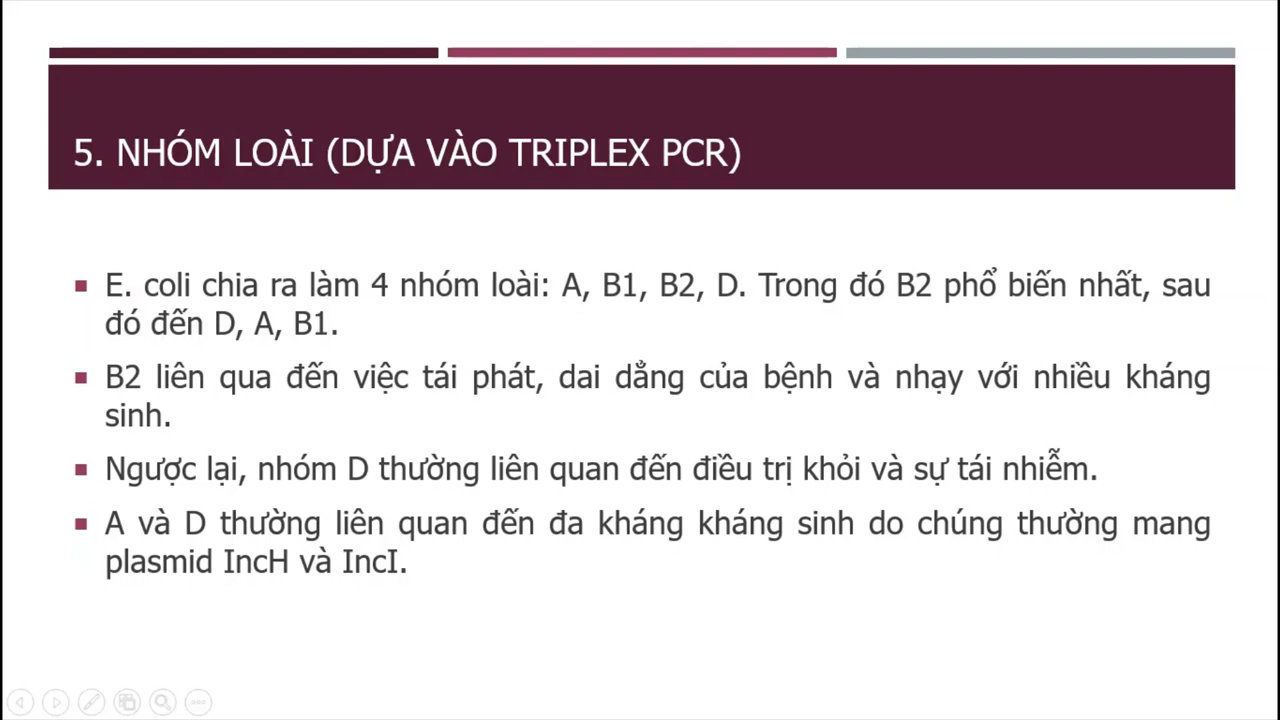 5. NHÓM LOÀI (DỰA VÀO TRIPLEX PCR)
E. coli chia ra làm 4 nhóm loài: A, B1, B2, D. Trong đó B2 phổ biến nhất, sau
đó đến D, A, B1.
B2 liên qua đến việc tái phát, dai dẳng của bệnh và nhạy với nhiều kháng
sinh.
Ngược lại, nhóm D thường liên quan đến điều trị khỏi và sự tái nhiễm.
A và D thường liên quan đến đa kháng kháng sinh do chúng thường mang
plasmid IncH và IncI.